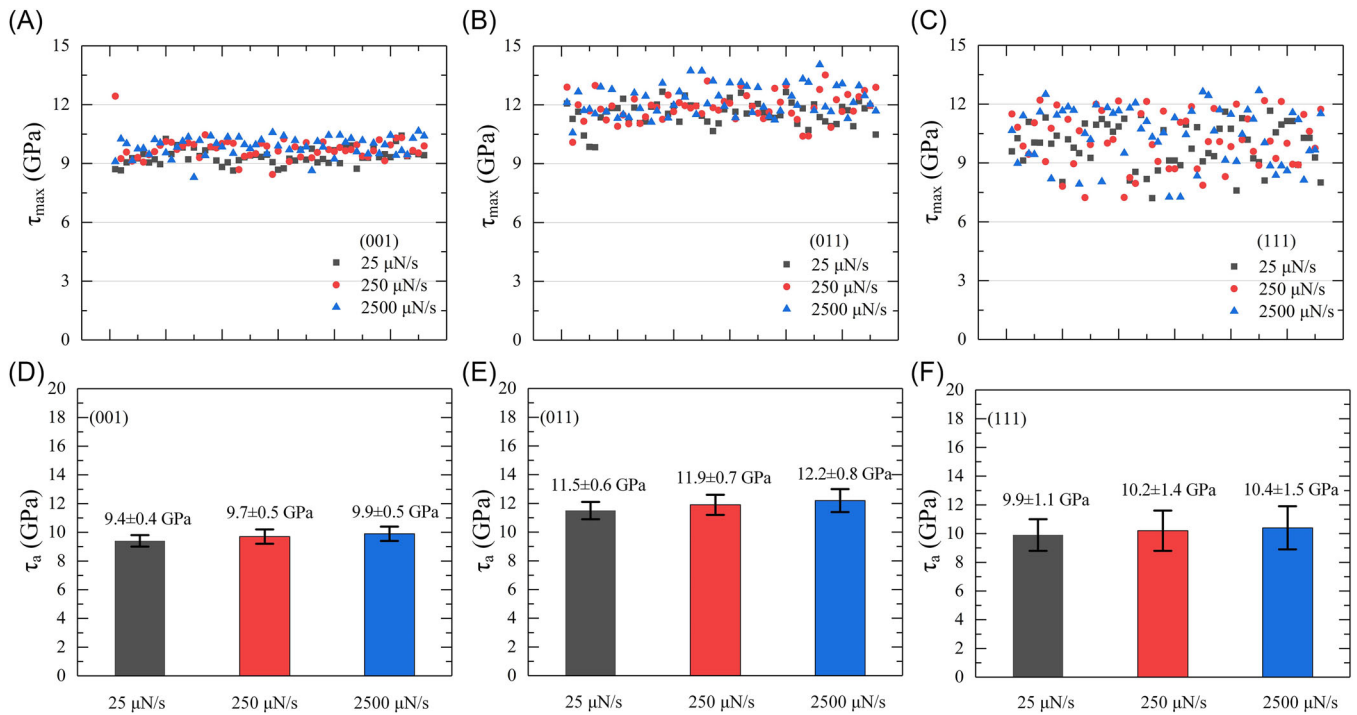 (A)
15
12
9
6
3
0
τmax (GPa)
(001)
25 μN/s
250 μN/s
2500 μN/s
(B)
15
12
9
6
3
0
τmax (GPa)
(011)
25 μN/s
250 μN/s
2500 μN/s
(C)
15
12
9
6
3
0
τmax (GPa)
(111)
25 μN/s
250 μN/s
2500 μN/s
(D)
20
18
16
14
12
10
8
6
4
2
0
τa (GPa)
(001)
9.4±0.4 GPa
9.7±0.5 GPa
9.9±0.5 GPa
25 μN/s
250 μN/s
2500 μN/s
(E)
20
18
16
14
12
10
8
6
4
2
0
τa (GPa)
(011)
11.5±0.6 GPa
11.9±0.7 GPa
12.2±0.8 GPa
25 μN/s
250 μN/s
2500 μN/s
(F)
20
18
16
14
12
10
8
6
4
2
0
τa (GPa)
(111)
9.9±1.1 GPa
10.2±1.4 GPa
10.4±1.5 GPa
25 μN/s
250 μN/s
2500 μN/s